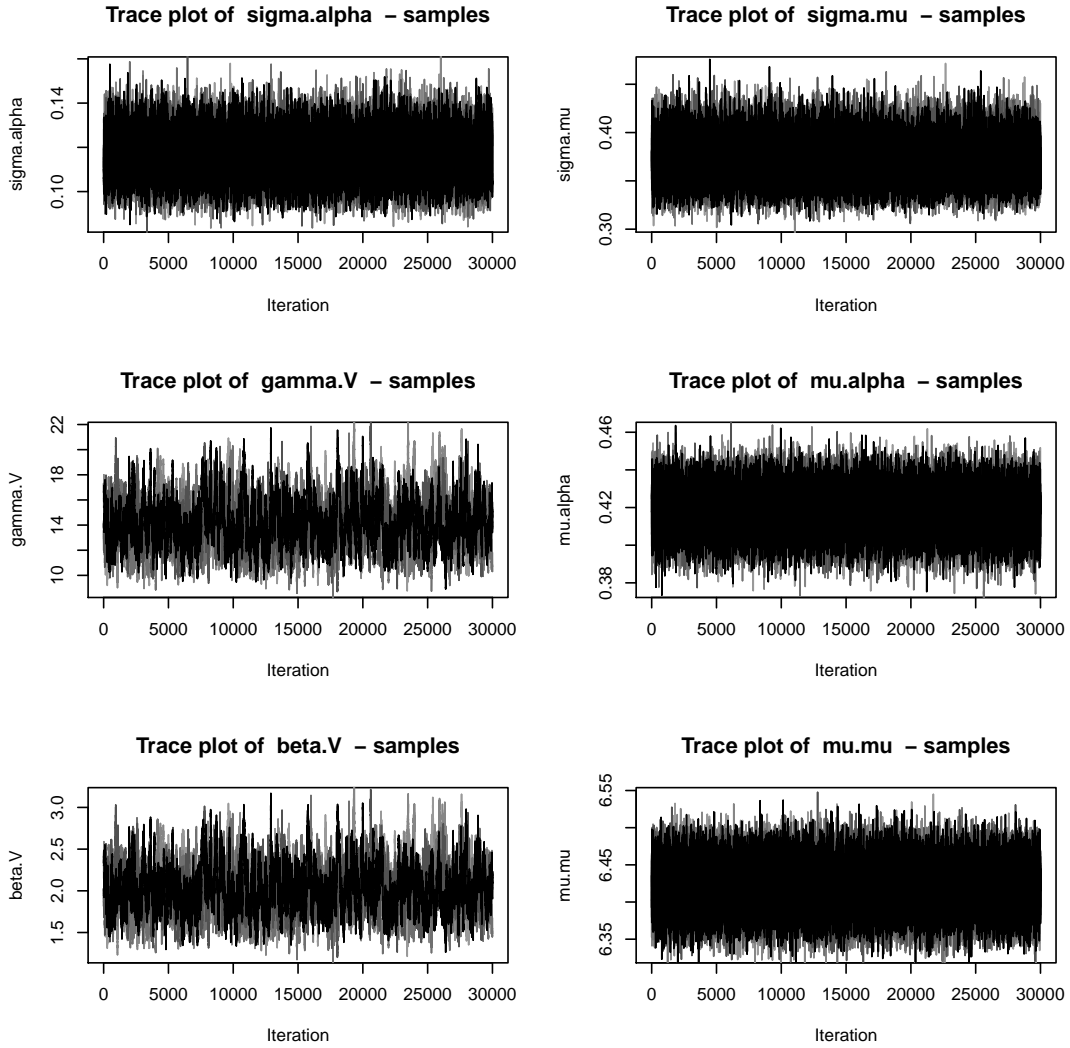 Trace plot of sigma.alpha – samples
sigma.alpha
0.10 0.14
0 5000 10000 15000 20000 25000 30000
Iteration
Trace plot of sigma.mu – samples
sigma.mu
0.30 0.40
0 5000 10000 15000 20000 25000 30000
Iteration
Trace plot of gamma.V – samples
gamma.V
10 14 18 22
0 5000 10000 15000 20000 25000 30000
Iteration
Trace plot of mu.alpha – samples
mu.alpha
0.38 0.42 0.46
0 5000 10000 15000 20000 25000 30000
Iteration
Trace plot of beta.V – samples
beta.V
1.5 2.0 2.5 3.0
0 5000 10000 15000 20000 25000 30000
Iteration
Trace plot of mu.mu – samples
mu.mu
6.35 6.45 6.55
0 5000 10000 15000 20000 25000 30000
Iteration